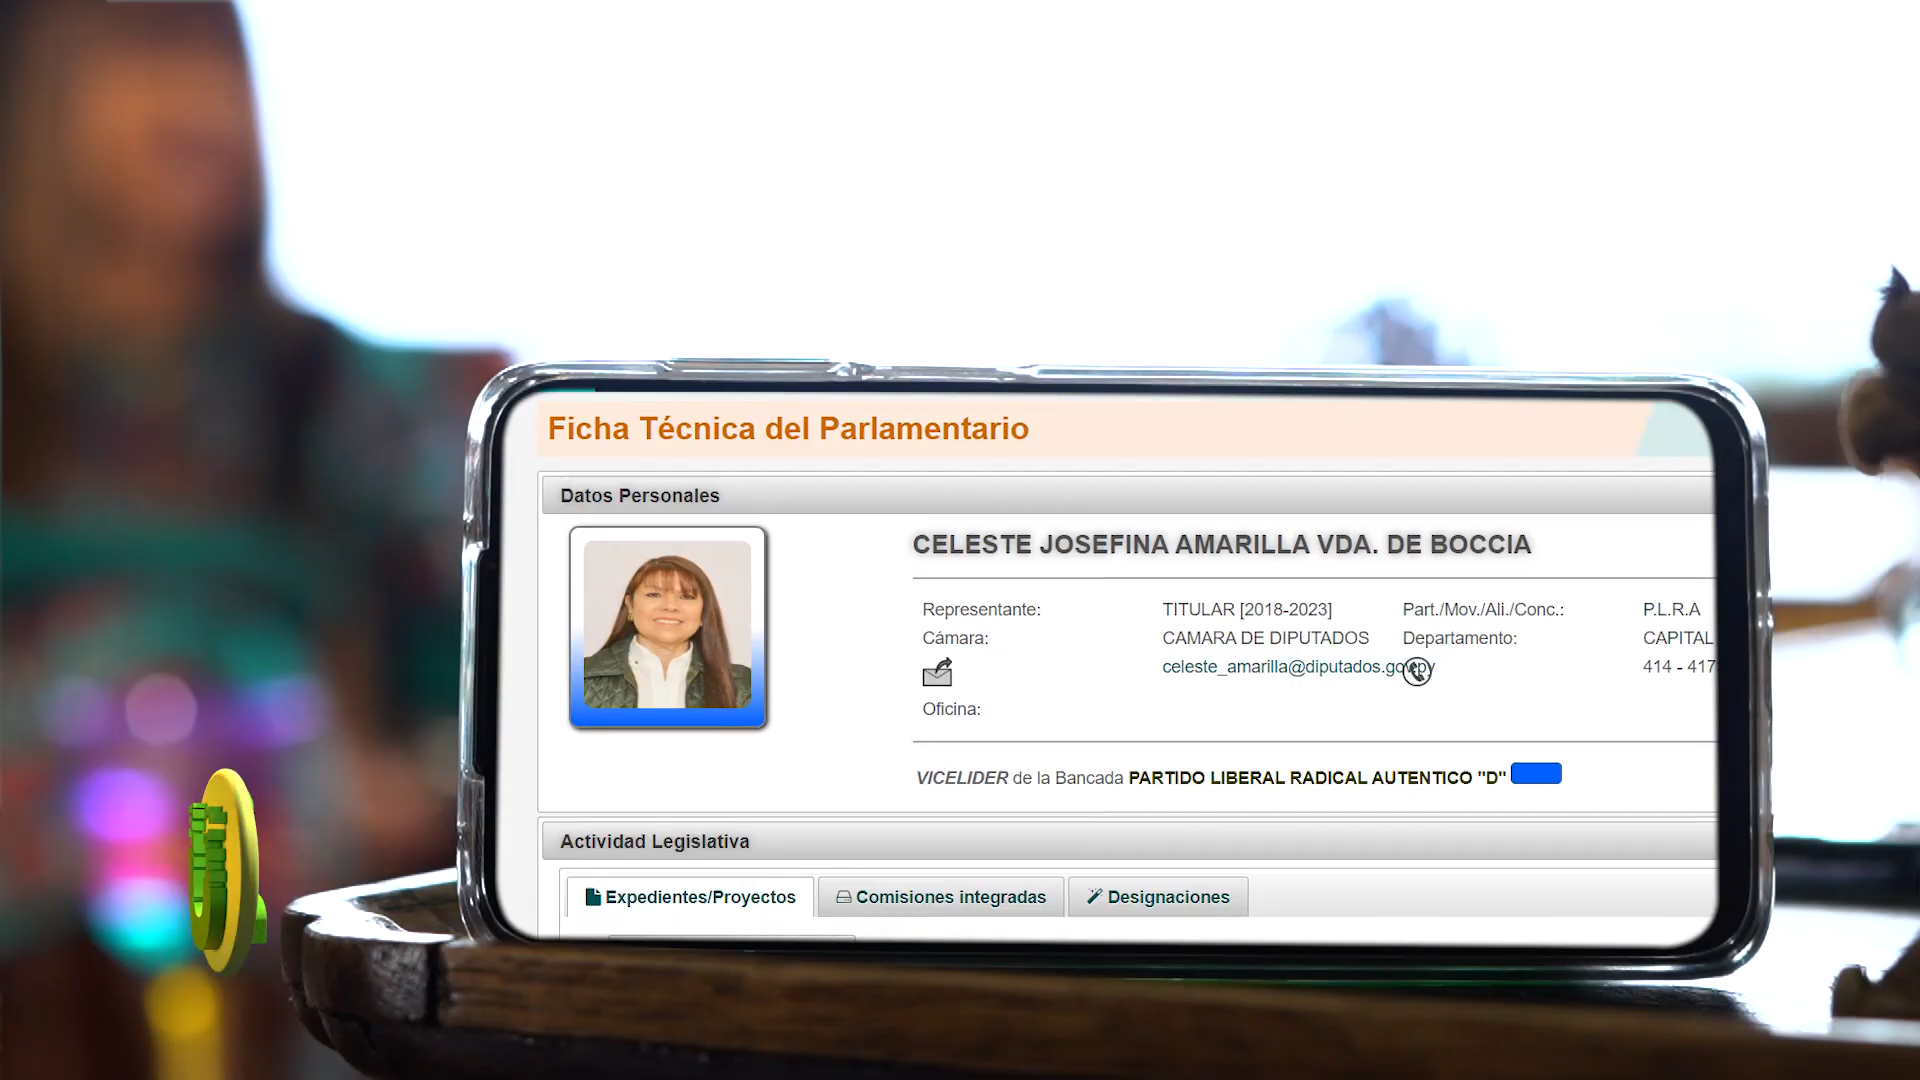 Ficha Técnica del Parlamentario
Datos Personales
CELESTE JOSEFINA AMARILLA VDA. DE BOCCIA
Representante: TITULAR [2018-2023] Part./Mov./Ali./Conc.: P.L.R.A
Cámara: CAMARA DE DIPUTADOS Departamento: CAPITAL
celeste_amarilla@diputados.gov.py 414 - 417
Oficina:
VICELIDER de la Bancada PARTIDO LIBERAL RADICAL AUTENTICO "D"
Actividad Legislativa
Expedientes/Proyectos Comisiones integradas Designaciones